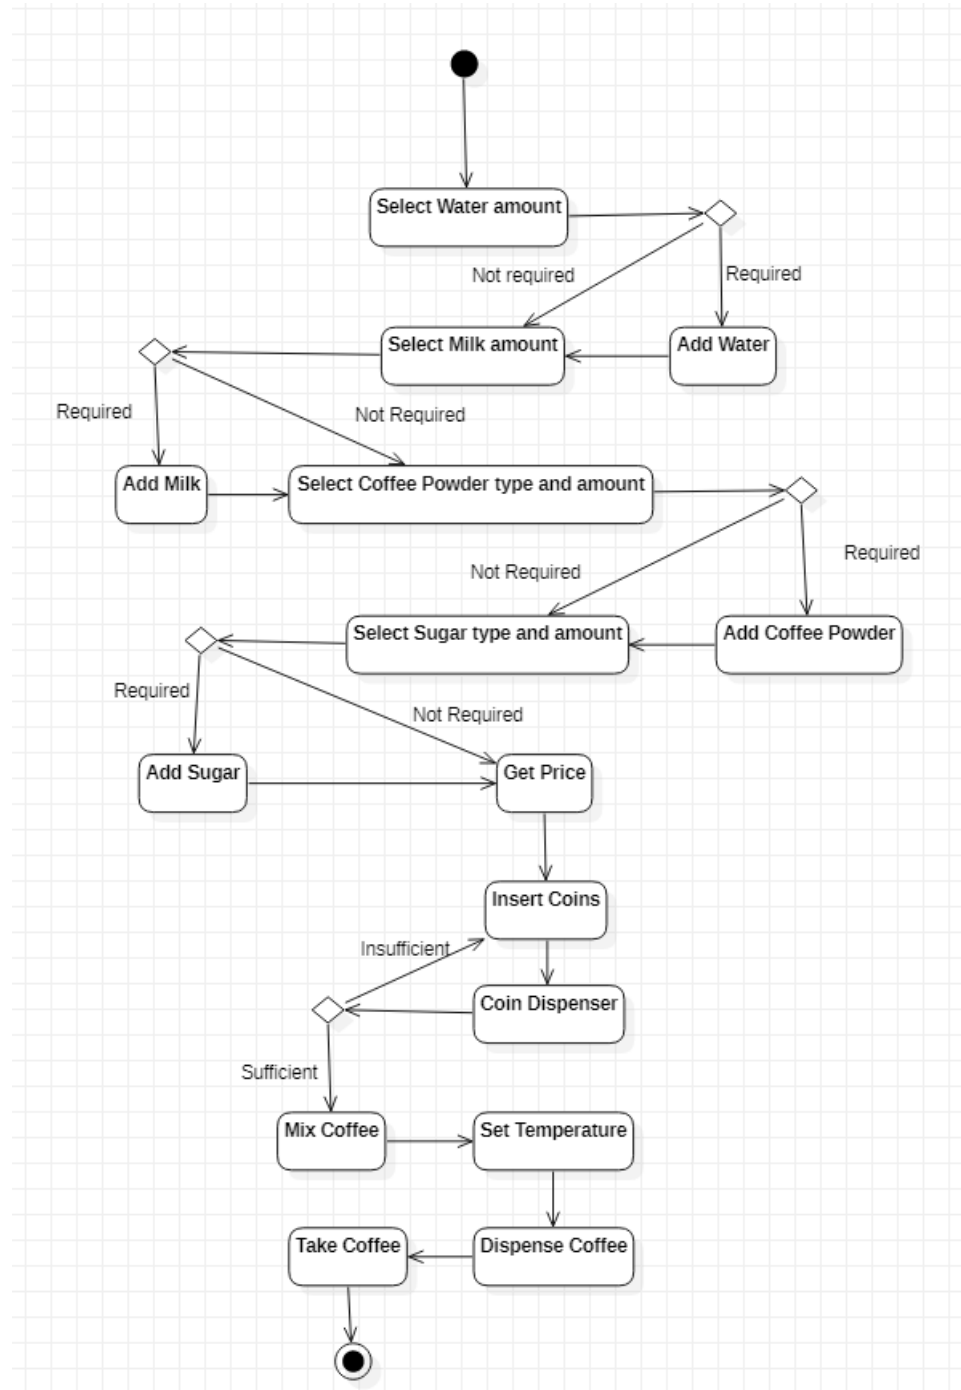 Select Water amount
Not required
Required
Select Milk amount
Add Water
Required
Not Required
Add Milk
Select Coffee Powder type and amount
Not Required
Required
Select Sugar type and amount
Add Coffee Powder
Required
Not Required
Add Sugar
Get Price
Insert Coins
Insufficient
Coin Dispenser
Sufficient
Mix Coffee
Set Temperature
Take Coffee
Dispense Coffee